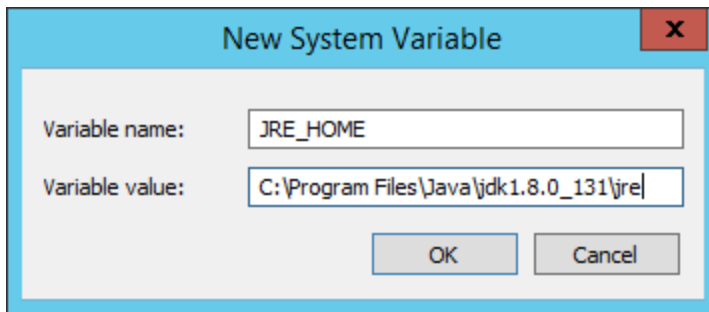 New System Variable
X
Variable name: JRE_HOME
Variable value: C:\Program Files\Java\jdk1.8.0_131\jre
OK Cancel